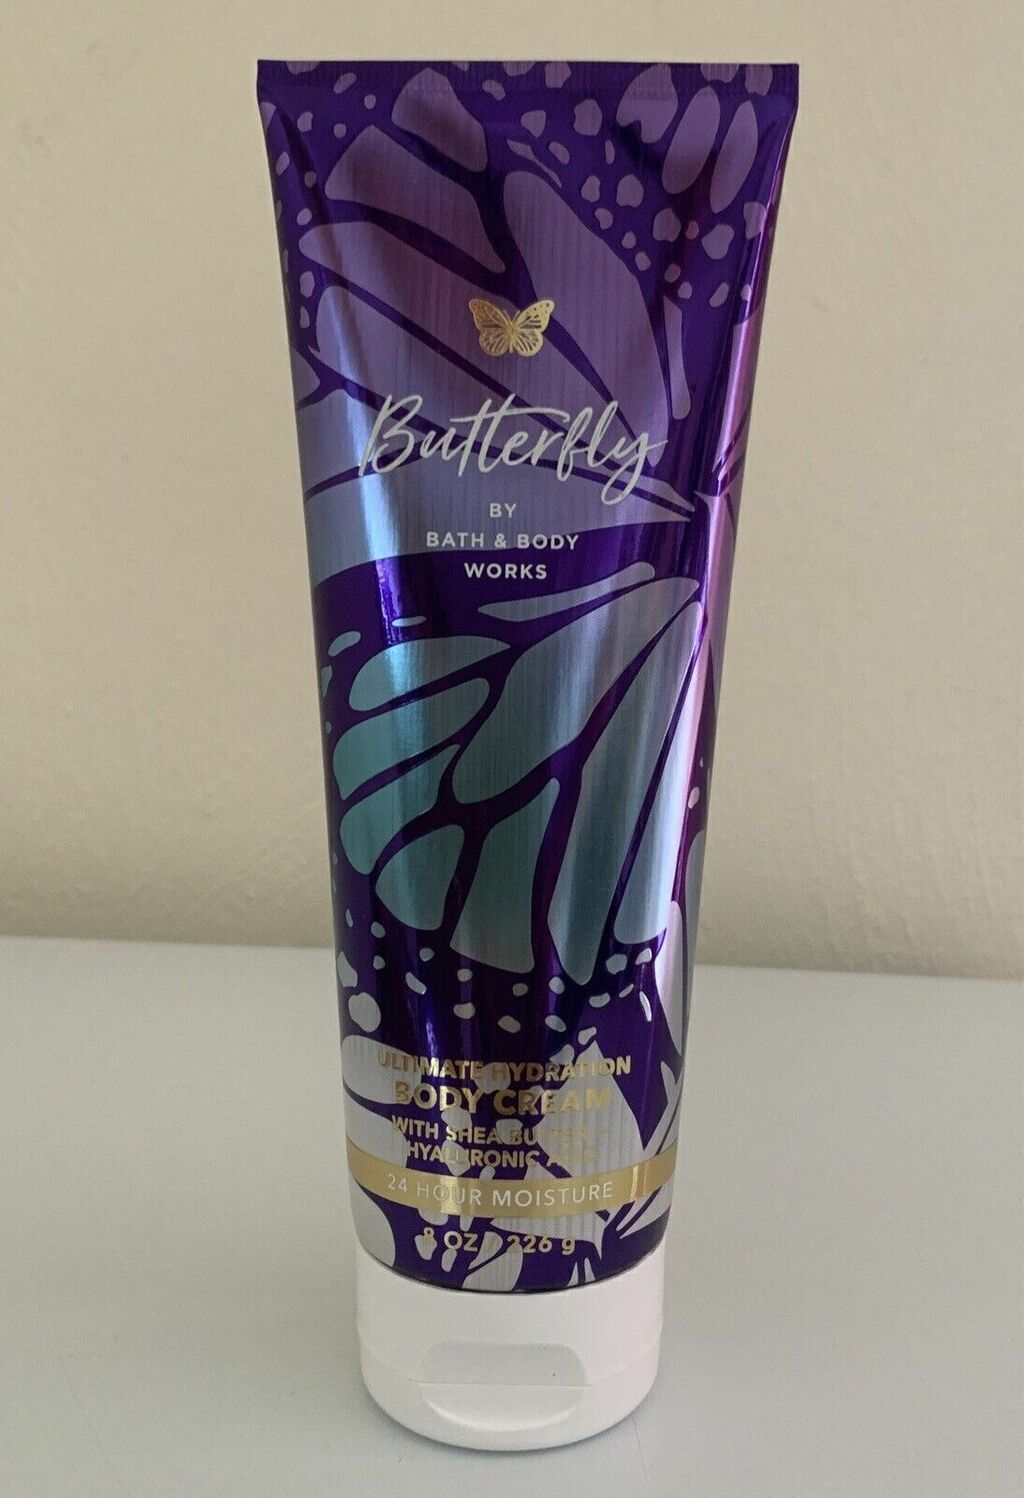 Butterfly
BY
BATH & BODY
WORKS
ULTIMATE HYDRATION
BODY CREAM
WITH SHEA BUTTER +
HYALURONIC ACID
24 HOUR MOISTURE
8 OZ / 226 g